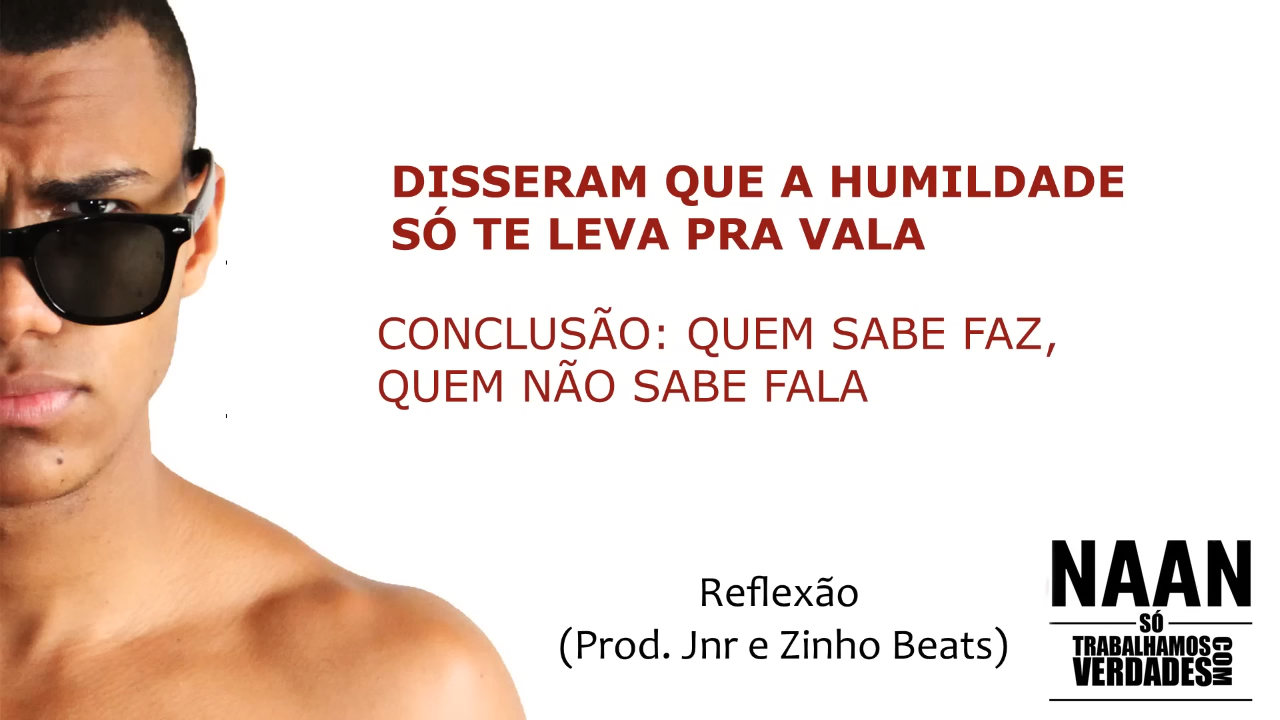 DISSERAM QUE A HUMILDADE
SÓ TE LEVA PRA VALA
CONCLUSÃO: QUEM SABE FAZ,
QUEM NÃO SABE FALA
Reflexão
(Prod. Jnr e Zinho Beats)
NAAN
SÓ
TRABALHAMOS
COM
VERDADES